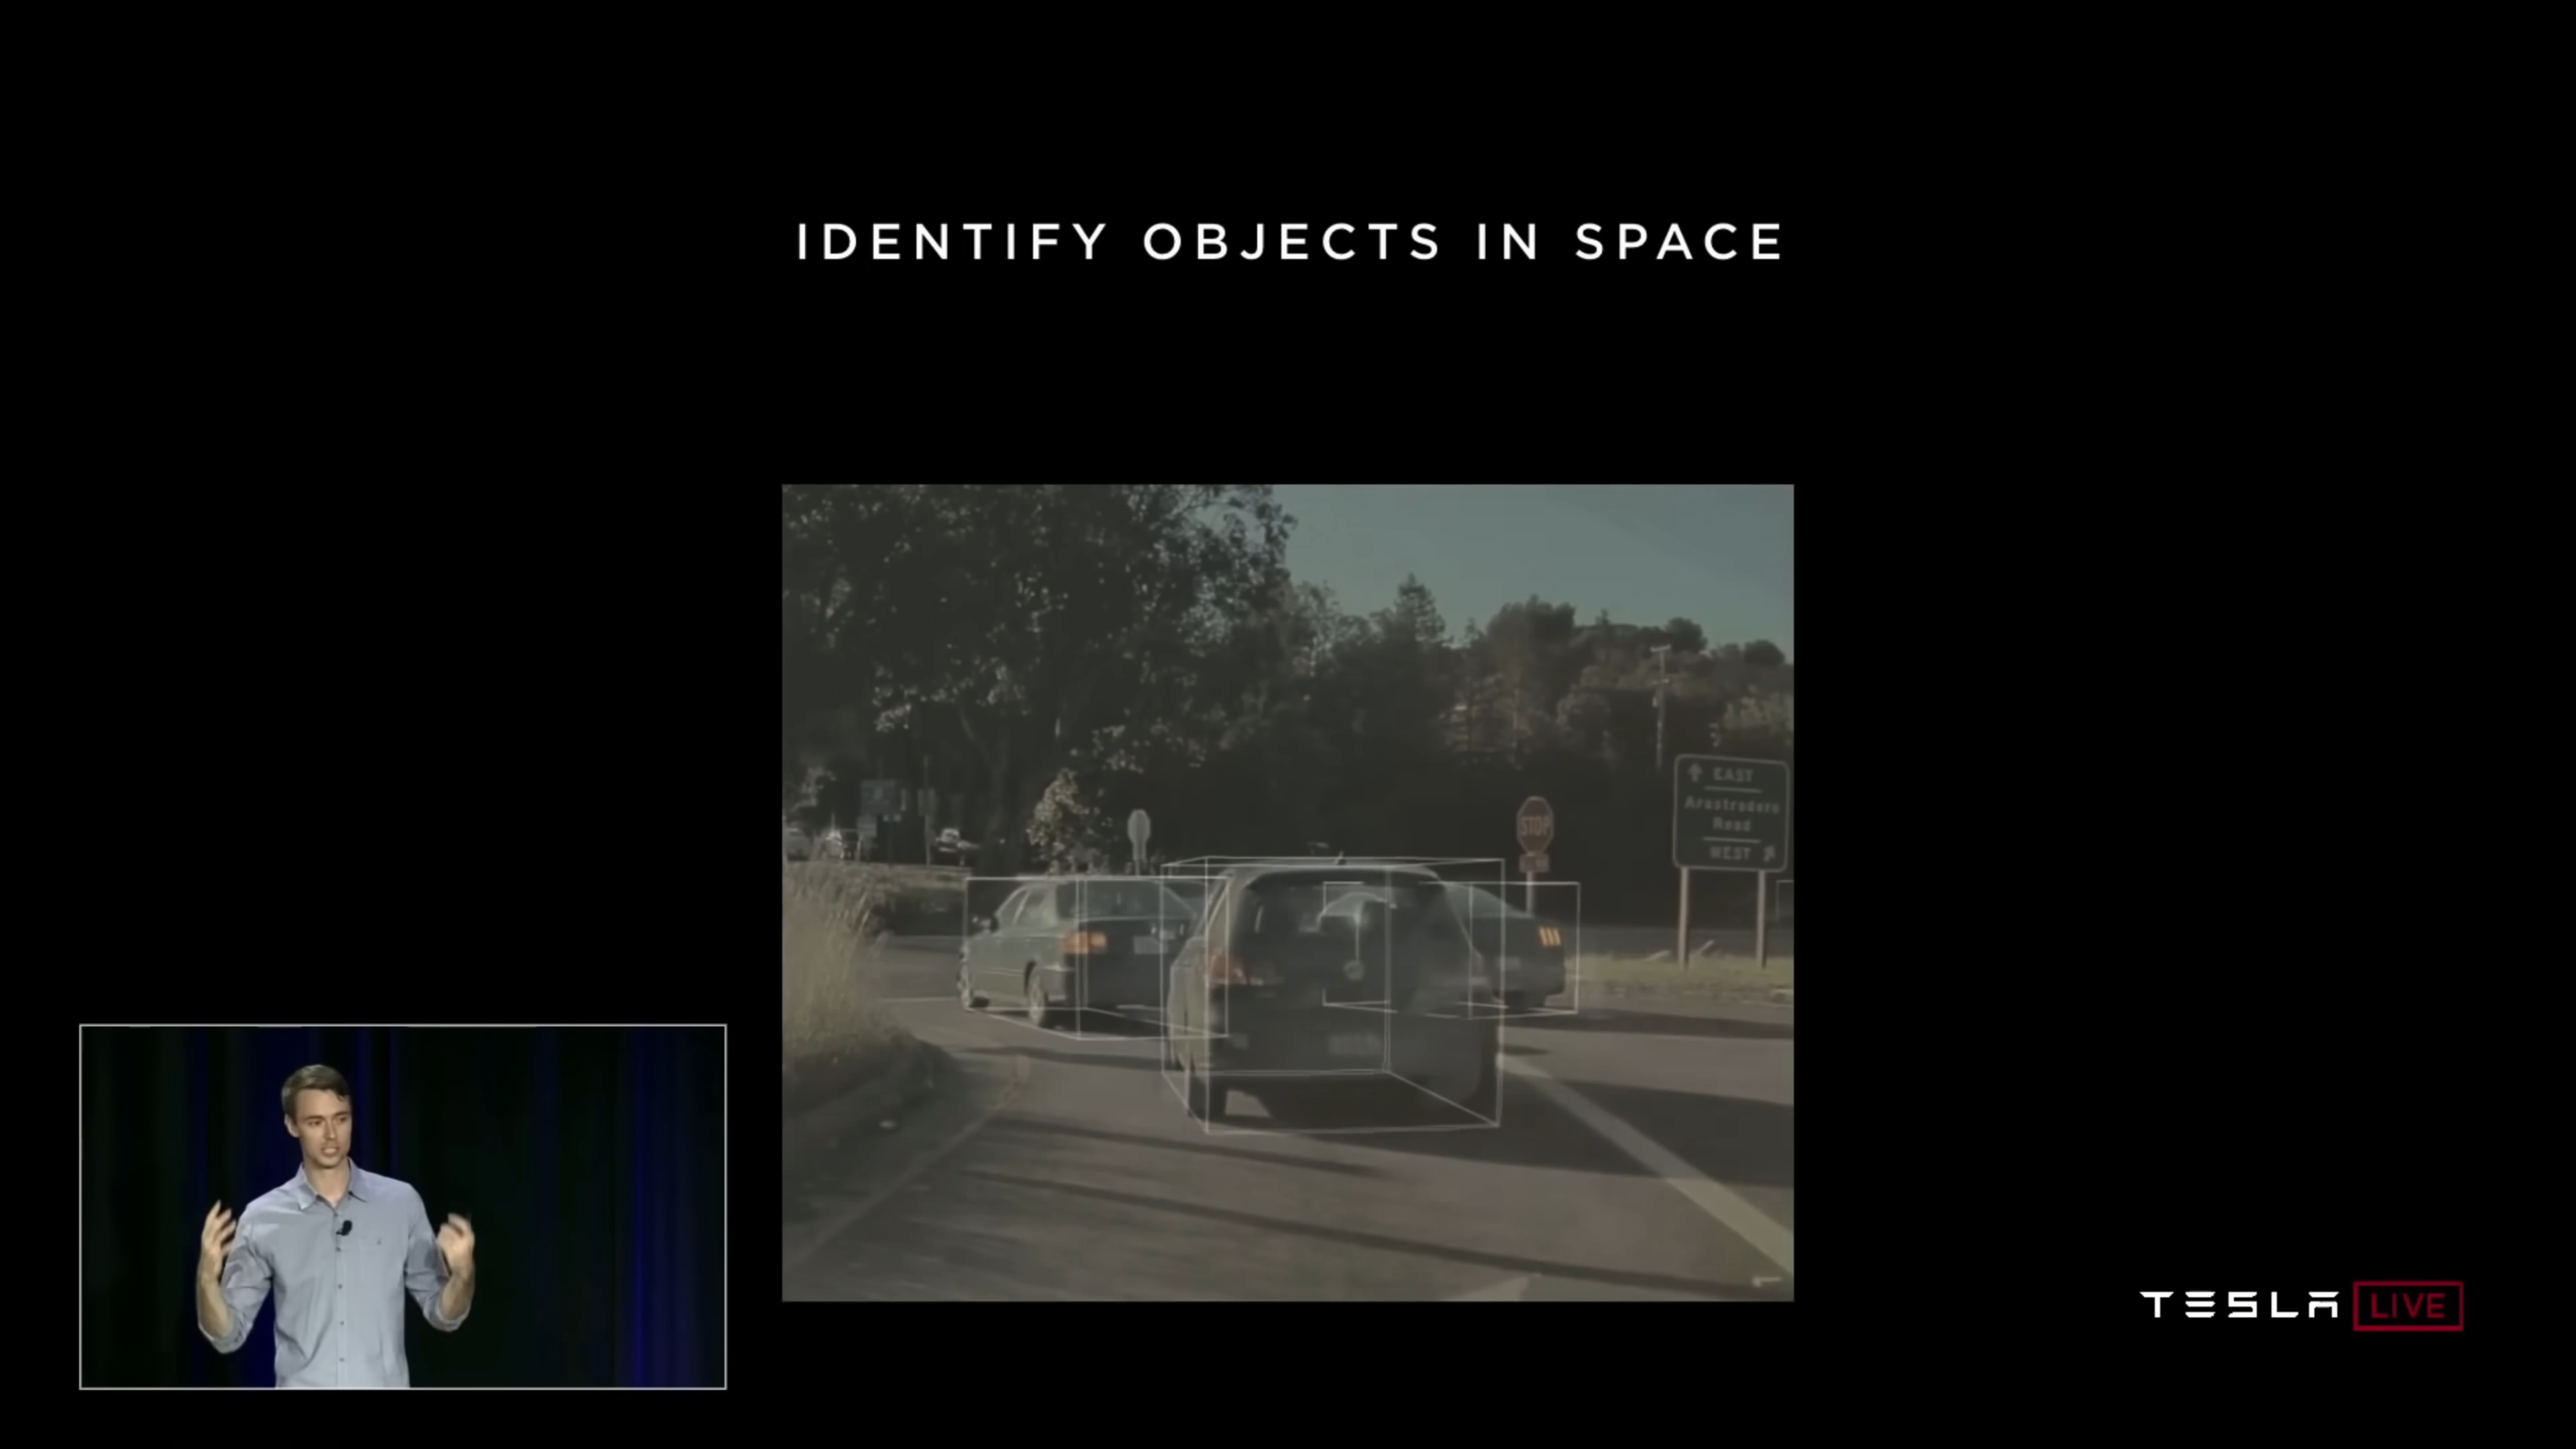 IDENTIFY OBJECTS IN SPACE
STOP
EAST
Arastradero
Road
WEST
TESLA LIVE